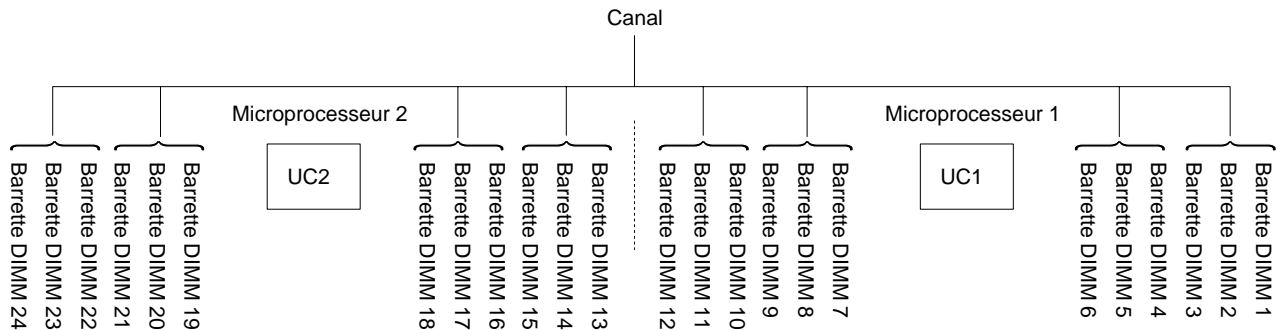 Canal
Microprocesseur 2
Microprocesseur 1
UC2
UC1
Barrette DIMM 24
Barrette DIMM 23
Barrette DIMM 22
Barrette DIMM 21
Barrette DIMM 20
Barrette DIMM 19
Barrette DIMM 18
Barrette DIMM 17
Barrette DIMM 16
Barrette DIMM 15
Barrette DIMM 14
Barrette DIMM 13
Barrette DIMM 12
Barrette DIMM 11
Barrette DIMM 10
Barrette DIMM 9
Barrette DIMM 8
Barrette DIMM 7
Barrette DIMM 6
Barrette DIMM 5
Barrette DIMM 4
Barrette DIMM 3
Barrette DIMM 2
Barrette DIMM 1